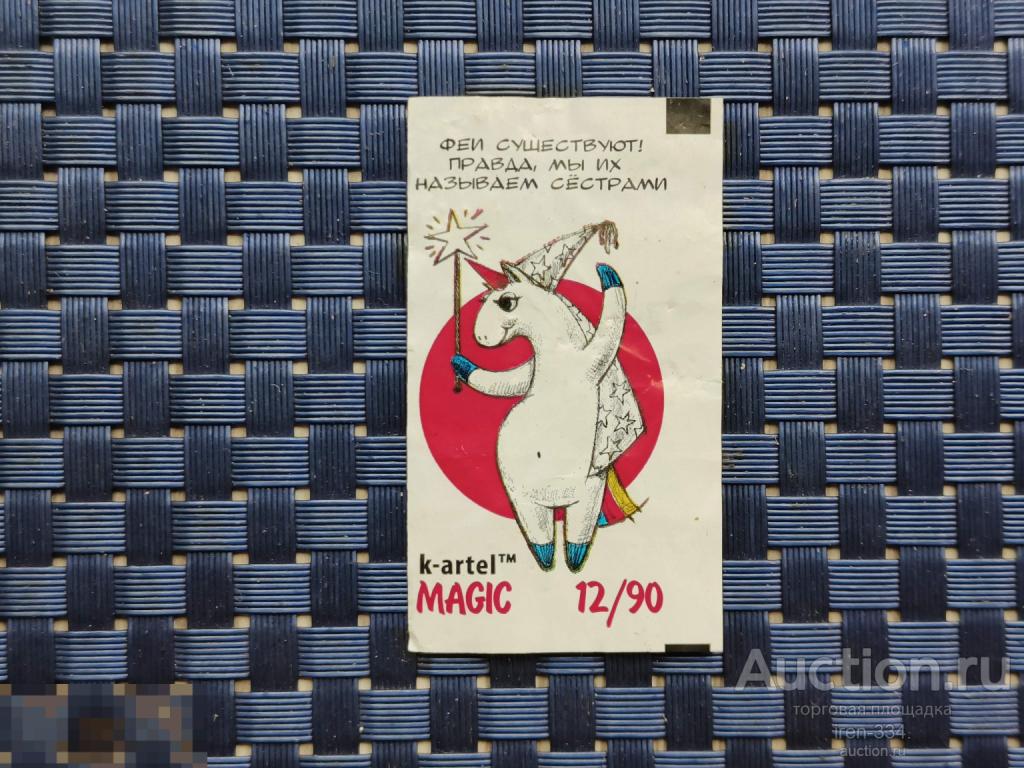 ФЕИ СУЩЕСТВУЮТ!
ПРАВДА, МЫ ИХ
НАЗЫВАЕМ СЁСТРАМИ
k-artel™
MAGIC 12/90
Auction.ru
торговая площадка
iren-334
auction.ru